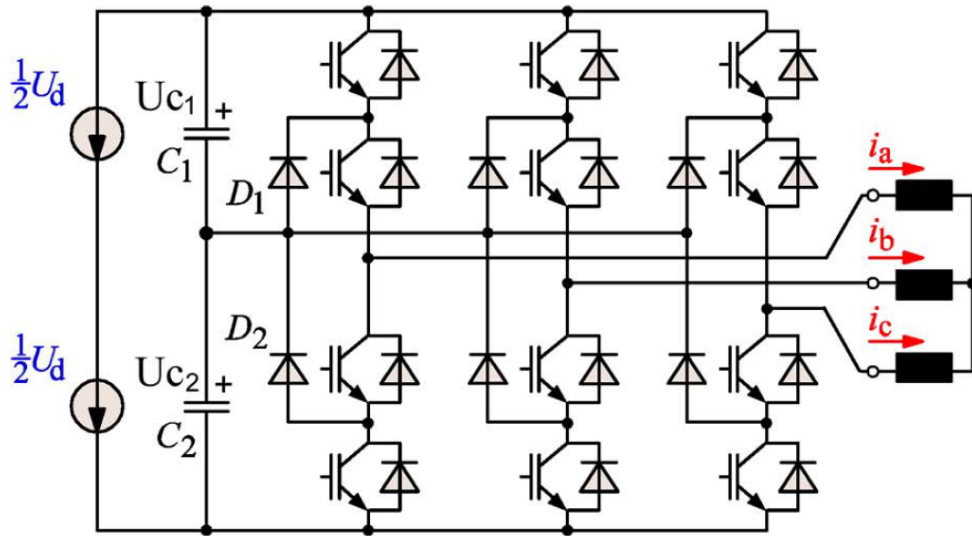 ½U_d
Uc₁ +
C₁
D₁
i_a
i_b
D₂
i_c
½U_d
Uc₂ +
C₂